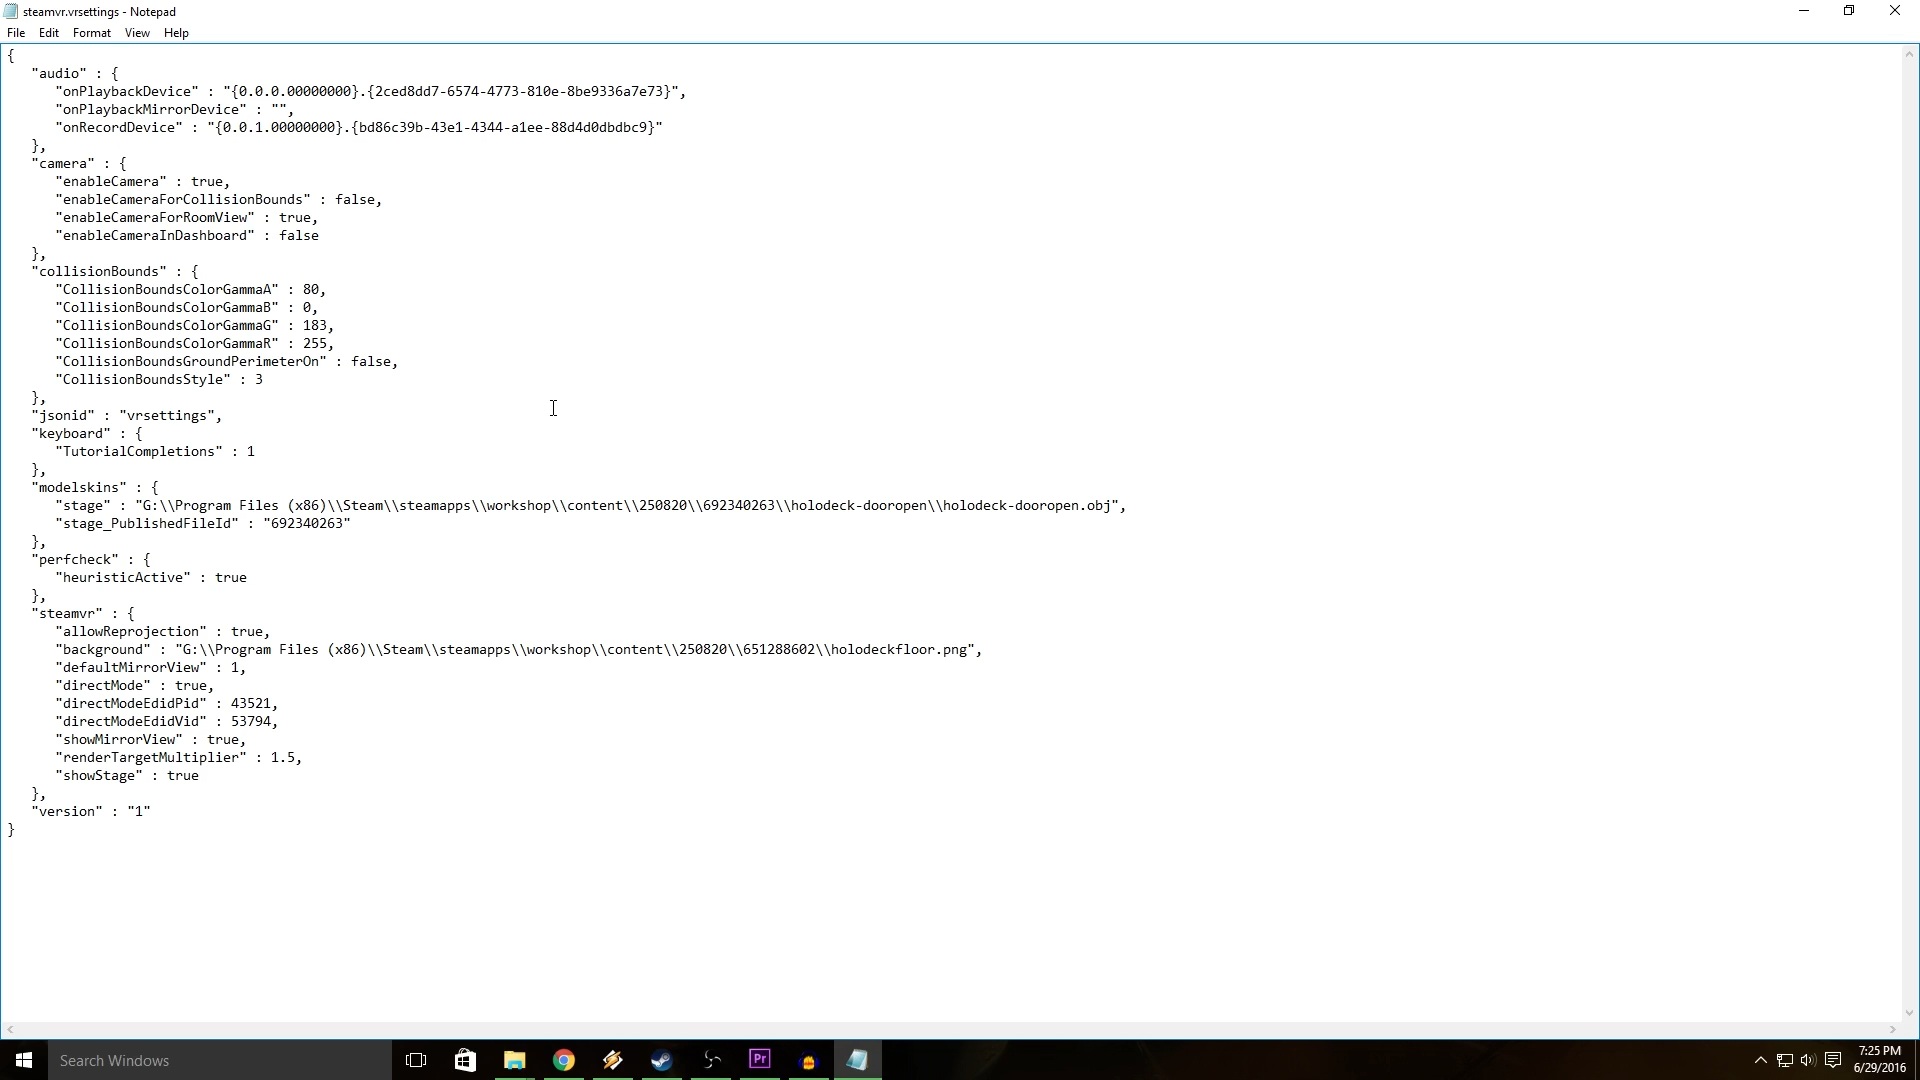 steamvr.vrsettings - Notepad
File Edit Format View Help
{
"audio" : {
"onPlaybackDevice" : "{0.0.0.00000000}.{2ced8dd7-6574-4773-810e-8be9336a7e73}",
"onPlaybackMirrorDevice" : "",
"onRecordDevice" : "{0.0.1.00000000}.{bd86c39b-43e1-4344-a1ee-88d4d0dbdbc9}"
},
"camera" : {
"enableCamera" : true,
"enableCameraForCollisionBounds" : false,
"enableCameraForRoomView" : true,
"enableCameraInDashboard" : false
},
"collisionBounds" : {
"CollisionBoundsColorGammaA" : 80,
"CollisionBoundsColorGammaB" : 0,
"CollisionBoundsColorGammaG" : 183,
"CollisionBoundsColorGammaR" : 255,
"CollisionBoundsGroundPerimeterOn" : false,
"CollisionBoundsStyle" : 3
},
"jsonid" : "vrsettings",
"keyboard" : {
"TutorialCompletions" : 1
},
"modelskins" : {
"stage" : "G:\\Program Files (x86)\\Steam\\steamapps\\workshop\\content\\250820\\692340263\\holodeck-dooropen\\holodeck-dooropen.obj",
"stage_PublishedFileId" : "692340263"
},
"perfcheck" : {
"heuristicActive" : true
},
"steamvr" : {
"allowReprojection" : true,
"background" : "G:\\Program Files (x86)\\Steam\\steamapps\\workshop\\content\\250820\\651288602\\holodeckfloor.png",
"defaultMirrorView" : 1,
"directMode" : true,
"directModeEdidPid" : 43521,
"directModeEdidVid" : 53794,
"showMirrorView" : true,
"renderTargetMultiplier" : 1.5,
"showStage" : true
},
"version" : "1"
}
Search Windows
Pr
7:25 PM
6/29/2016